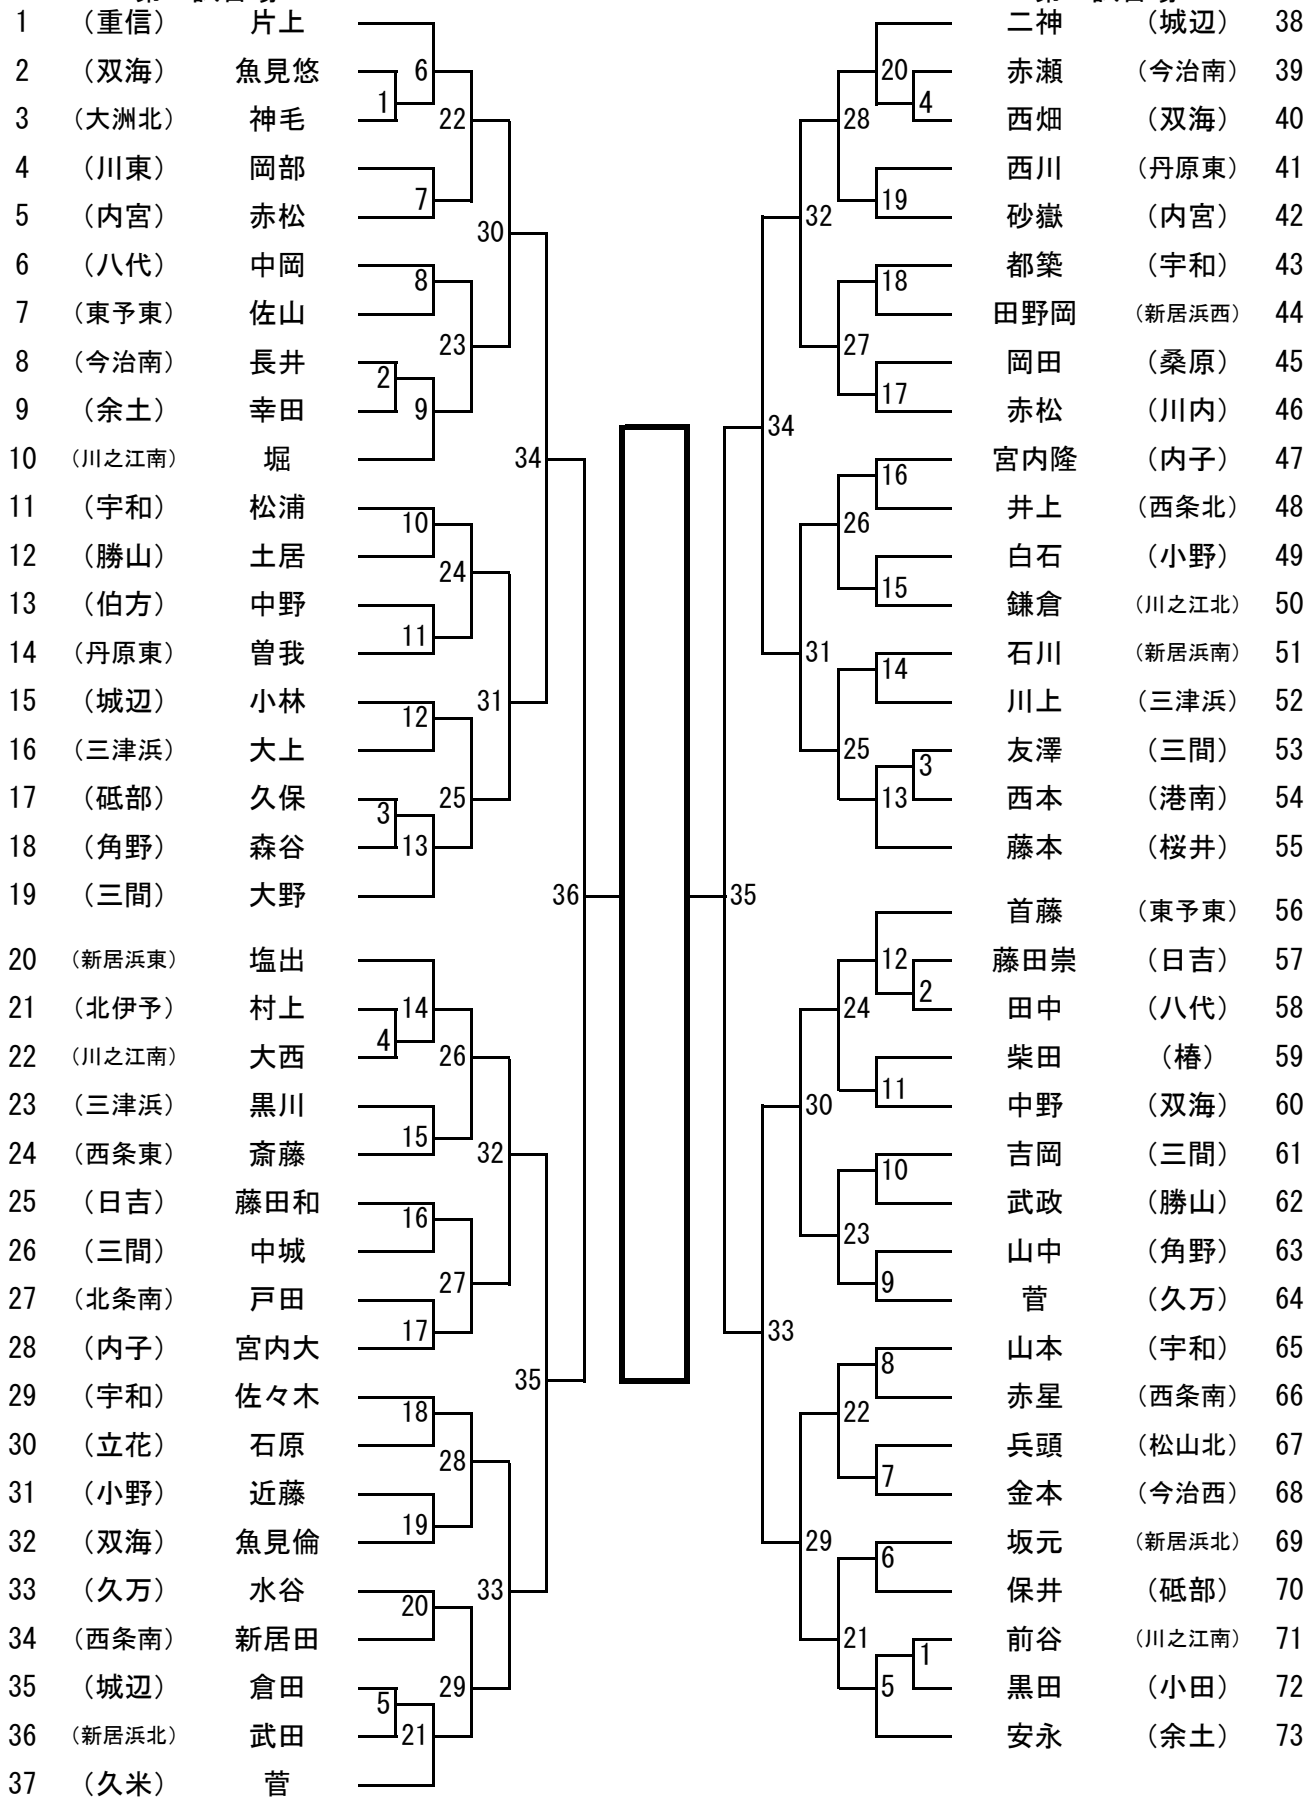 1 （重信） 片上
2 （双海） 魚見悠
3 （大洲北） 神毛
4 （川東） 岡部
5 （内宮） 赤松
6 （八代） 中岡
7 （東予東） 佐山
8 （今治南） 長井
9 （余土） 幸田
10 （川之江南） 堀
11 （宇和） 松浦
12 （勝山） 土居
13 （伯方） 中野
14 （丹原東） 曽我
15 （城辺） 小林
16 （三津浜） 大上
17 （砥部） 久保
18 （角野） 森谷
19 （三間） 大野
20 （新居浜東） 塩出
21 （北伊予） 村上
22 （川之江南） 大西
23 （三津浜） 黒川
24 （西条東） 斎藤
25 （日吉） 藤田和
26 （三間） 中城
27 （北条南） 戸田
28 （内子） 宮内大
29 （宇和） 佐々木
30 （立花） 石原
31 （小野） 近藤
32 （双海） 魚見倫
33 （久万） 水谷
34 （西条南） 新居田
35 （城辺） 倉田
36 （新居浜北） 武田
37 （久米） 菅
1
2
3
4
5
6
7
8
9
10
11
12
13
14
15
16
17
18
19
20
21
22
23
24
25
26
27
28
29
30
31
32
33
34
35
36
35
34
33
32
31
30
29
28
27
26
25
24
23
22
21
20
4
19
18
17
16
15
14
3
13
12
2
11
10
9
8
7
6
1
5
二神 （城辺） 38
赤瀬 （今治南） 39
西畑 （双海） 40
西川 （丹原東） 41
砂嶽 （内宮） 42
都築 （宇和） 43
田野岡 （新居浜西） 44
岡田 （桑原） 45
赤松 （川内） 46
宮内隆 （内子） 47
井上 （西条北） 48
白石 （小野） 49
鎌倉 （川之江北） 50
石川 （新居浜南） 51
川上 （三津浜） 52
友澤 （三間） 53
西本 （港南） 54
藤本 （桜井） 55
首藤 （東予東） 56
藤田崇 （日吉） 57
田中 （八代） 58
柴田 （椿） 59
中野 （双海） 60
吉岡 （三間） 61
武政 （勝山） 62
山中 （角野） 63
菅 （久万） 64
山本 （宇和） 65
赤星 （西条南） 66
兵頭 （松山北） 67
金本 （今治西） 68
坂元 （新居浜北） 69
保井 （砥部） 70
前谷 （川之江南） 71
黒田 （小田） 72
安永 （余土） 73